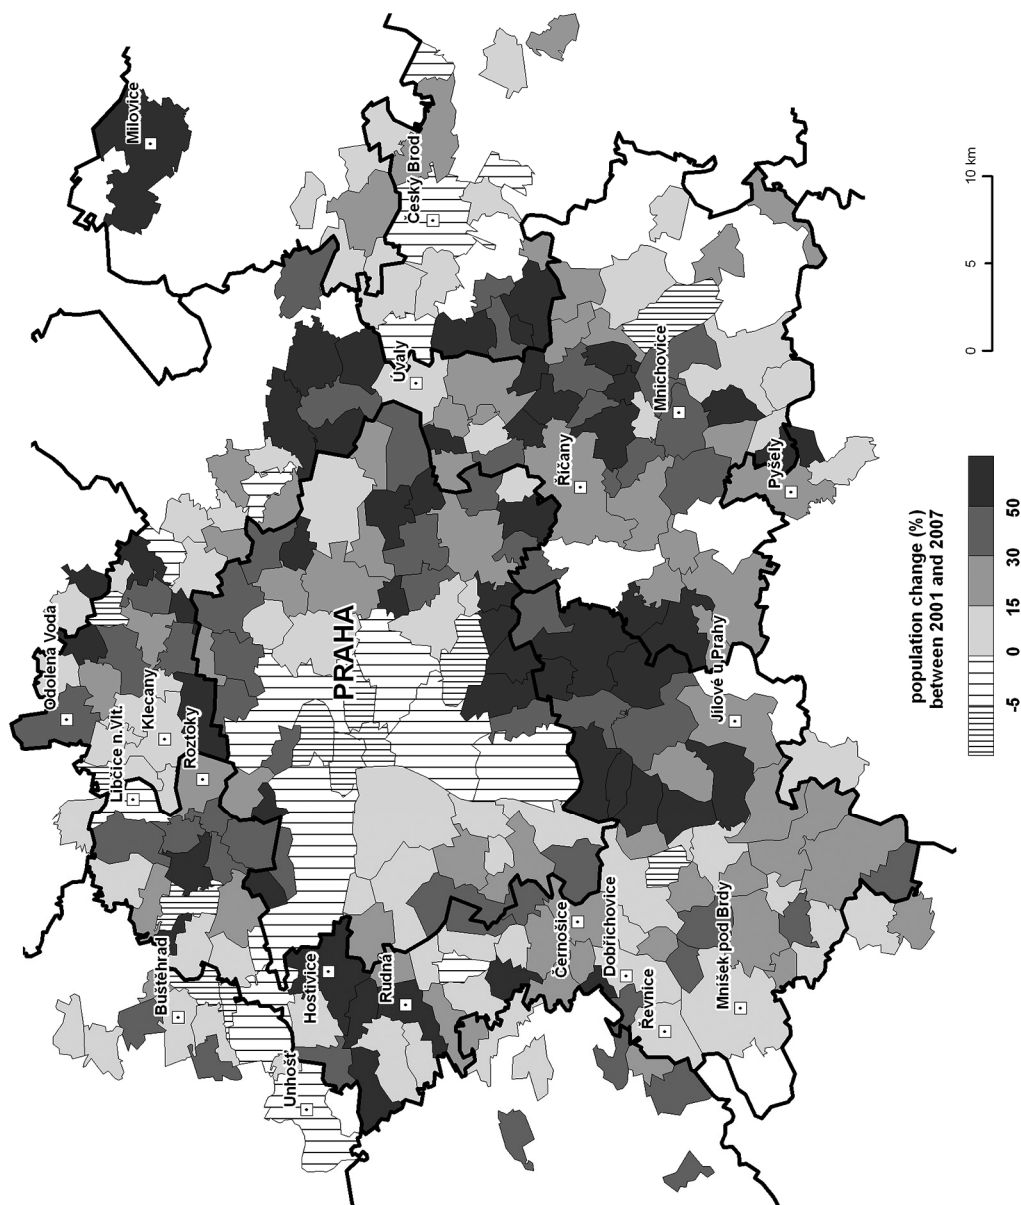 Milovice
Český Brod
Úvaly
Mnichovice
Říčany
Pyšely
Odolena Voda
Klecany
Libčice n.Vlt.
Roztoky
PRAHA
Jílové u Prahy
Buštěhrad
Hostivice
Unhošť
Rudná
Černošice
Dobřichovice
Řevnice
Mníšek pod Brdy
0 5 10 km
population change (%)
between 2001 and 2007
-5 0 15 30 50